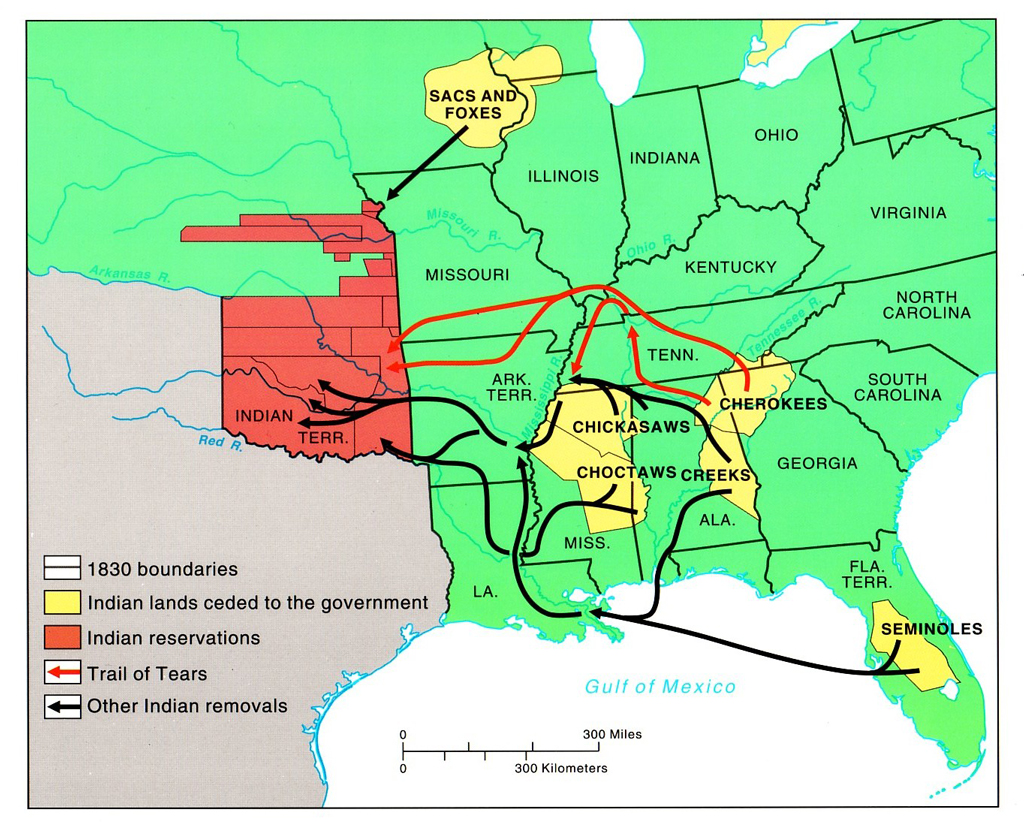 SACS AND
FOXES
OHIO
INDIANA
ILLINOIS
VIRGINIA
Missouri R.
Ohio R.
KENTUCKY
MISSOURI
Arkansas R.
NORTH
CAROLINA
Tennessee R.
TENN.
ARK.
TERR.
SOUTH
CAROLINA
Mississippi R.
CHEROKEES
INDIAN
TERR.
CHICKASAWS
Red R.
GEORGIA
CHOCTAWS
CREEKS
ALA.
MISS.
FLA.
TERR.
LA.
SEMINOLES
Gulf of Mexico
1830 boundaries
Indian lands ceded to the government
Indian reservations
Trail of Tears
Other Indian removals
0 300 Miles
0 300 Kilometers